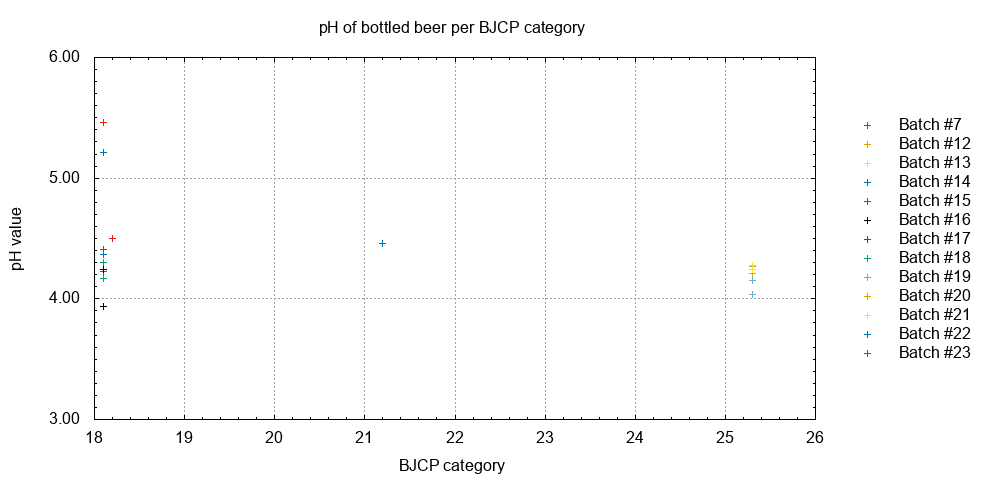 pH of bottled beer per BJCP category
6.00
5.00
4.00
3.00
pH value
18 19 20 21 22 23 24 25 26
BJCP category
Batch #7
Batch #12
Batch #13
Batch #14
Batch #15
Batch #16
Batch #17
Batch #18
Batch #19
Batch #20
Batch #21
Batch #22
Batch #23